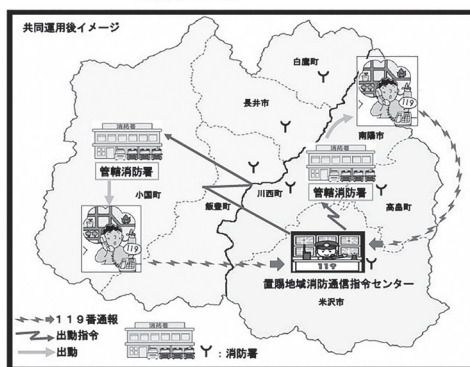 共同運用後イメージ
白鷹町
長井市
南陽市
119
消防署
消防署
管轄消防署
管轄消防署
小国町
飯豊町
川西町
高畠町
119
119
置賜地域消防通信指令センター
米沢市
119番通報
出動指令
出動
消防署
:消防署